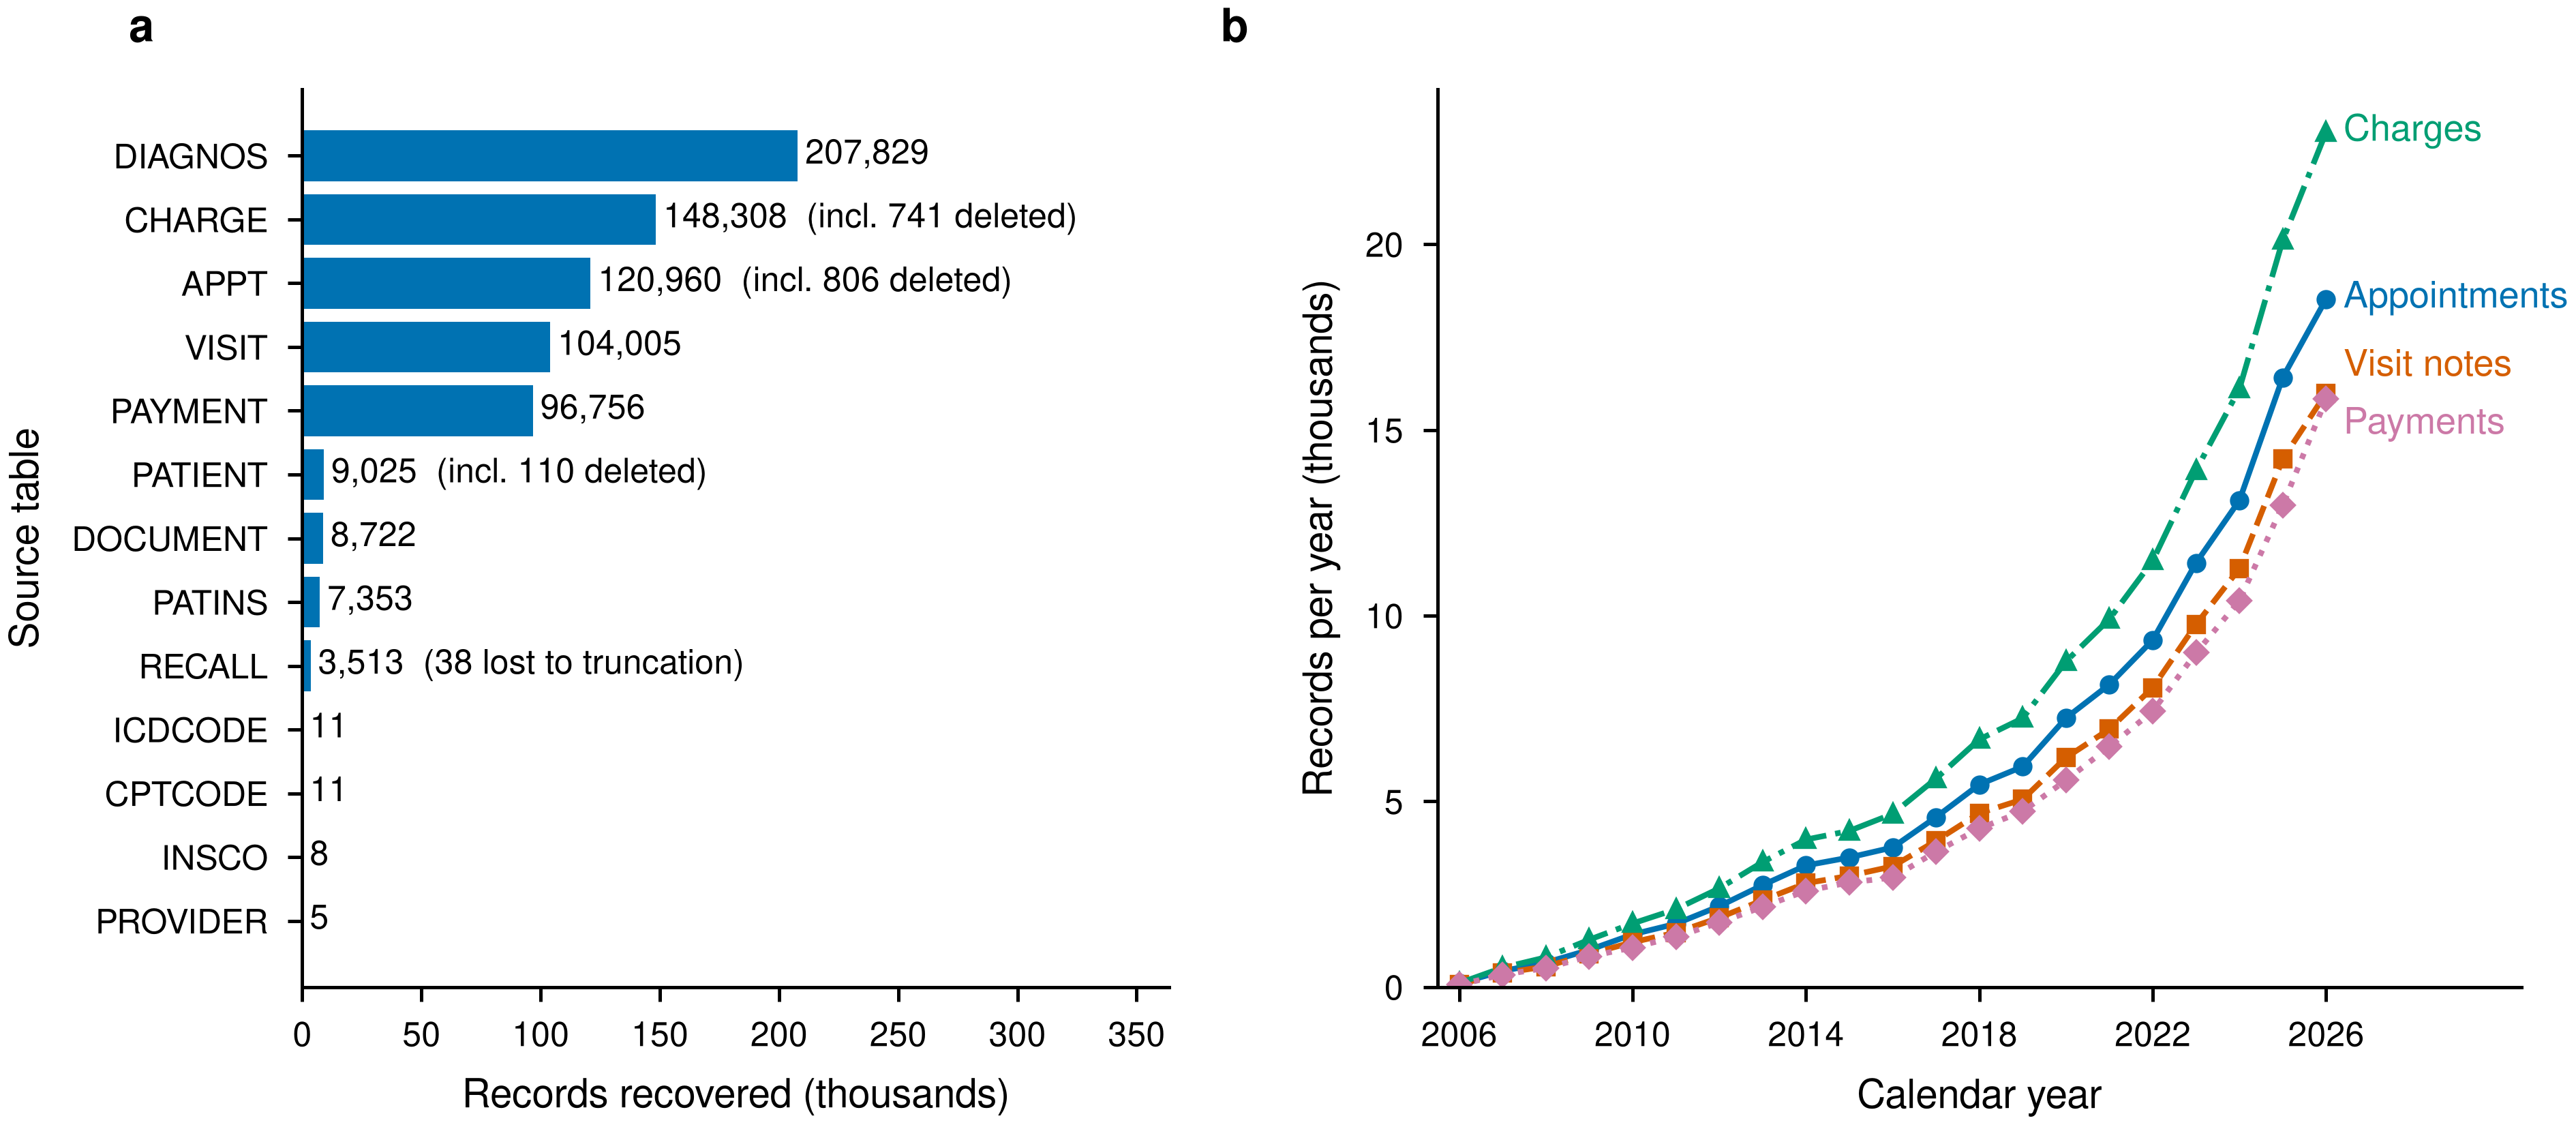 a
Source table
DIAGNOS 207,829
CHARGE 148,308 (incl. 741 deleted)
APPT 120,960 (incl. 806 deleted)
VISIT 104,005
PAYMENT 96,756
PATIENT 9,025 (incl. 110 deleted)
DOCUMENT 8,722
PATINS 7,353
RECALL 3,513 (38 lost to truncation)
ICDCODE 11
CPTCODE 11
INSCO 8
PROVIDER 5
0 50 100 150 200 250 300 350
Records recovered (thousands)
b
Records per year (thousands)
20
15
10
5
0
Charges
Appointments
Visit notes
Payments
2006 2010 2014 2018 2022 2026
Calendar year